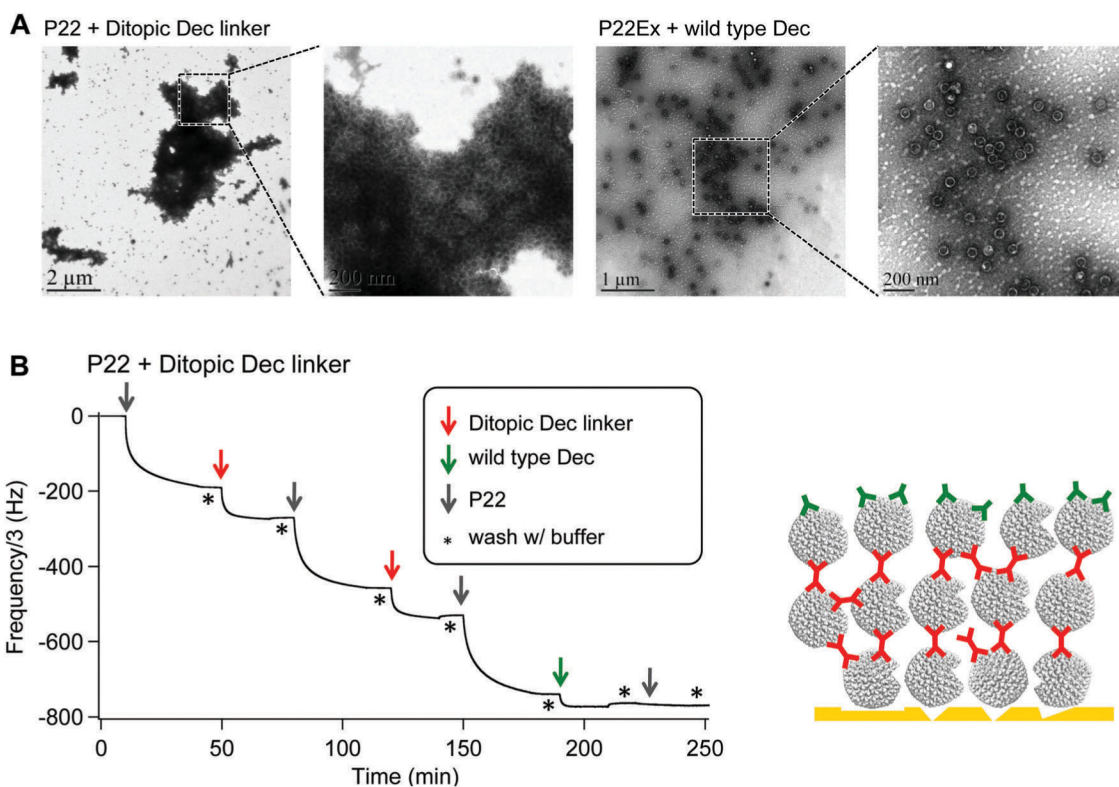 A
P22 + Ditopic Dec linker
P22Ex + wild type Dec
2 µm
200 nm
1 µm
200 nm
B
P22 + Ditopic Dec linker
Ditopic Dec linker
wild type Dec
P22
* wash w/ buffer
Frequency/3 (Hz)
0
-200
-400
-600
-800
* * * * * * *
0 50 100 150 200 250
Time (min)